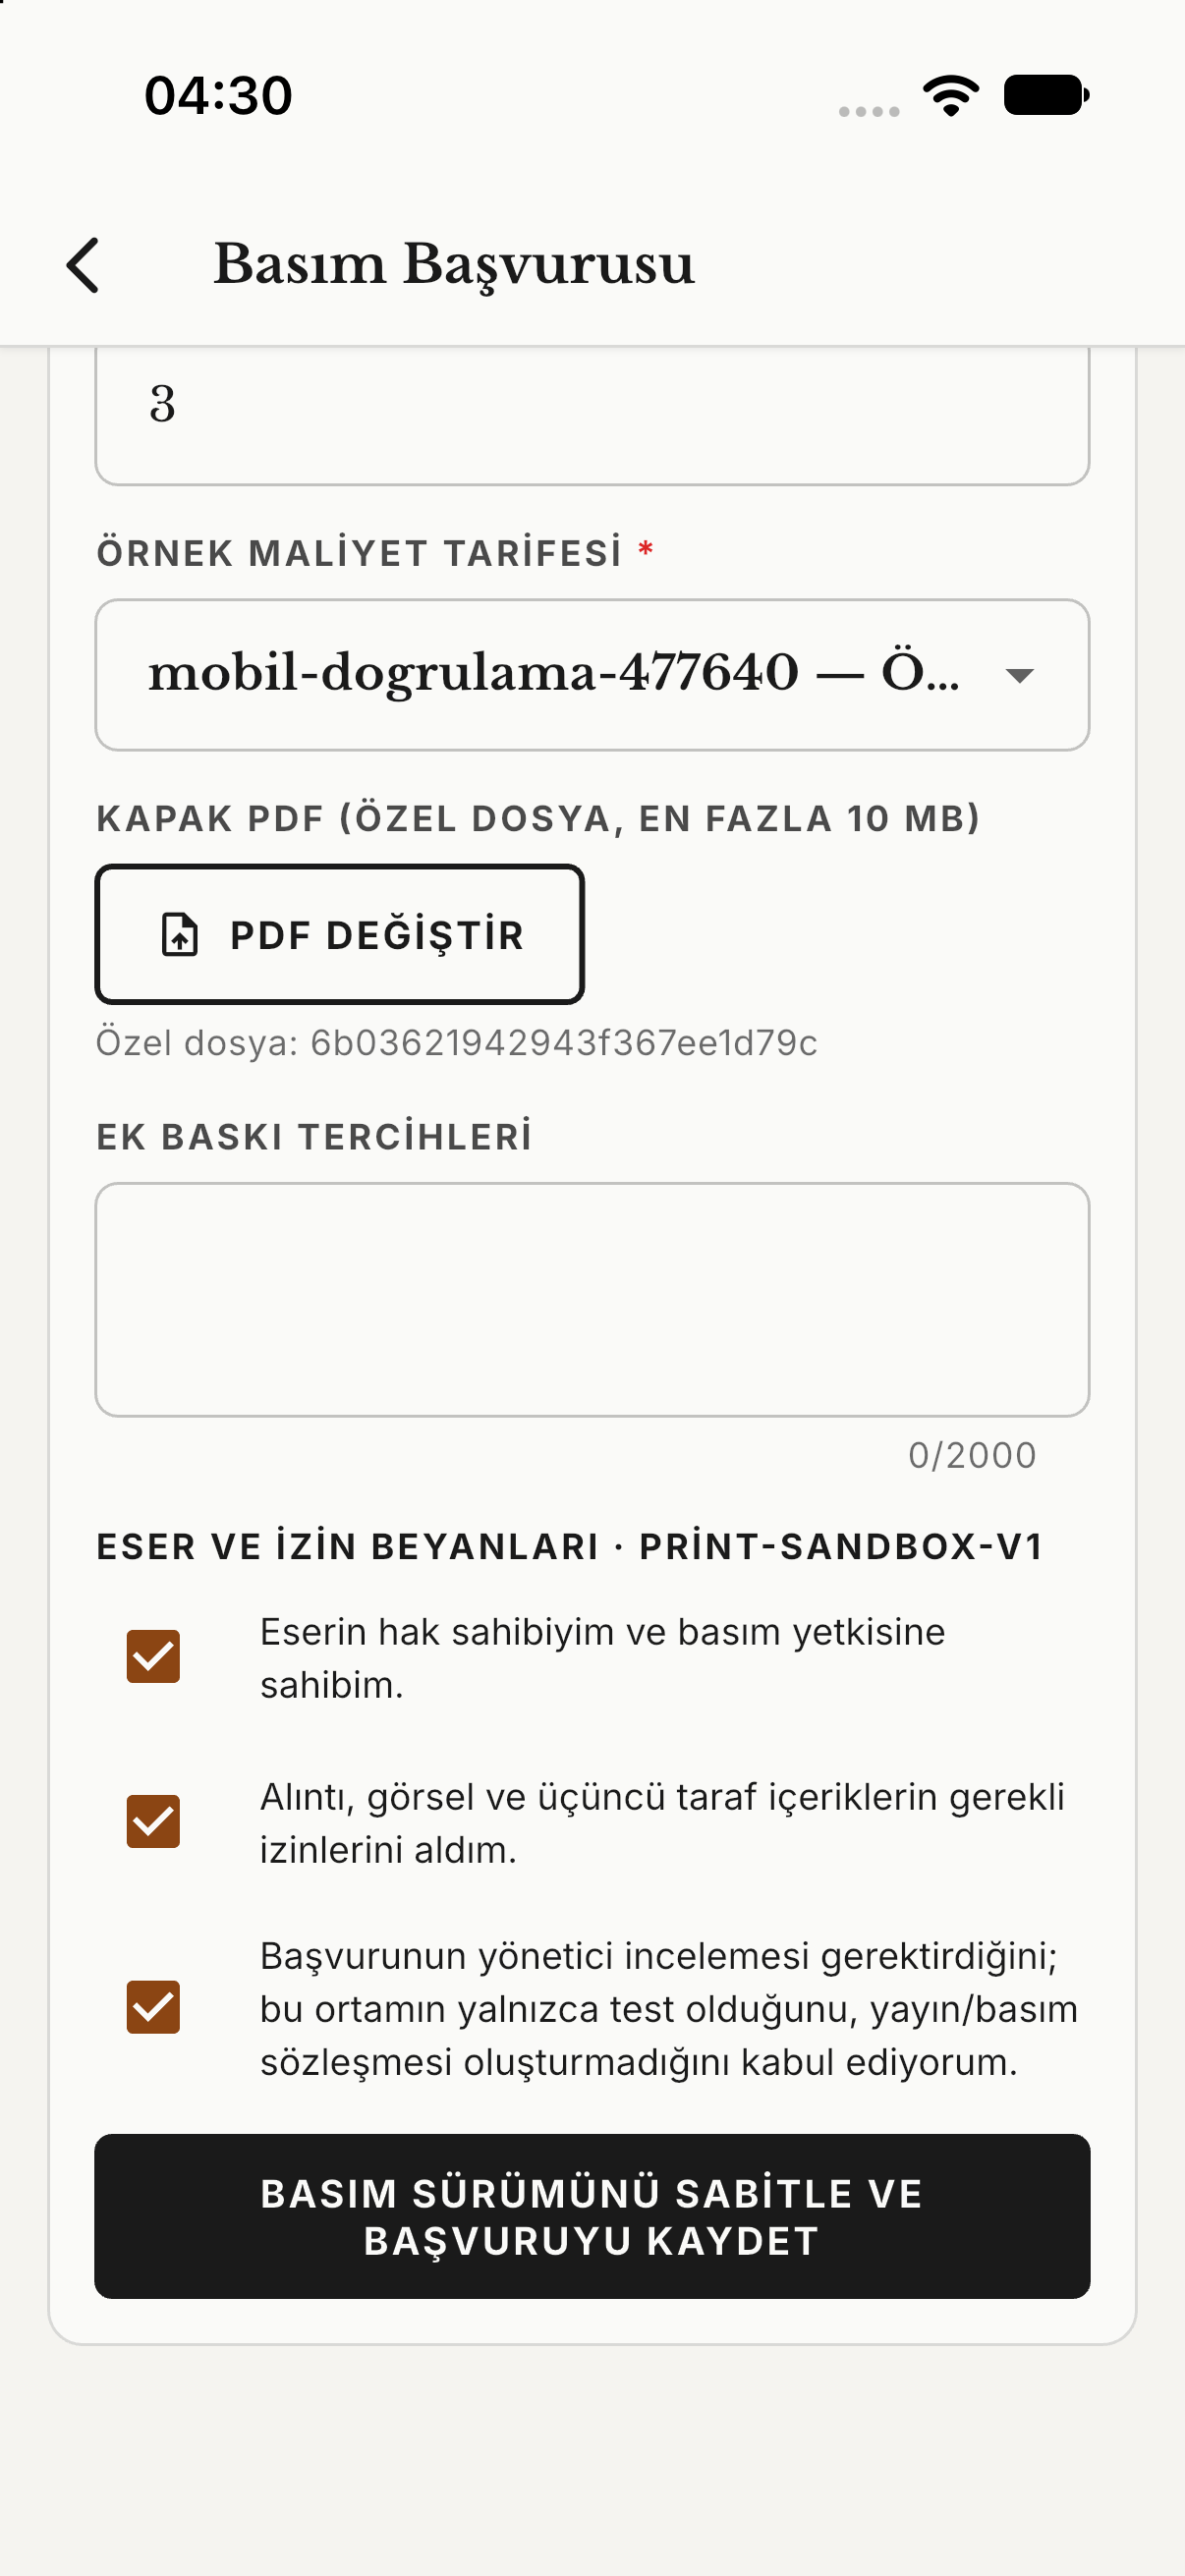 04:30
Basım Başvurusu
3
ÖRNEK MALİYET TARİFESİ *
mobil-dogrulama-477640 — Ö...
KAPAK PDF (ÖZEL DOSYA, EN FAZLA 10 MB)
PDF DEĞİŞTİR
Özel dosya: 6b03621942943f367ee1d79c
EK BASKI TERCİHLERİ
0/2000
ESER VE İZİN BEYANLARI · PRİNT-SANDBOX-V1
Eserin hak sahibiyim ve basım yetkisine
sahibim.
Alıntı, görsel ve üçüncü taraf içeriklerin gerekli
izinlerini aldım.
Başvurunun yönetici incelemesi gerektirdiğini;
bu ortamın yalnızca test olduğunu, yayın/basım
sözleşmesi oluşturmadığını kabul ediyorum.
BASIM SÜRÜMÜNÜ SABİTLE VE
BAŞVURUYU KAYDET